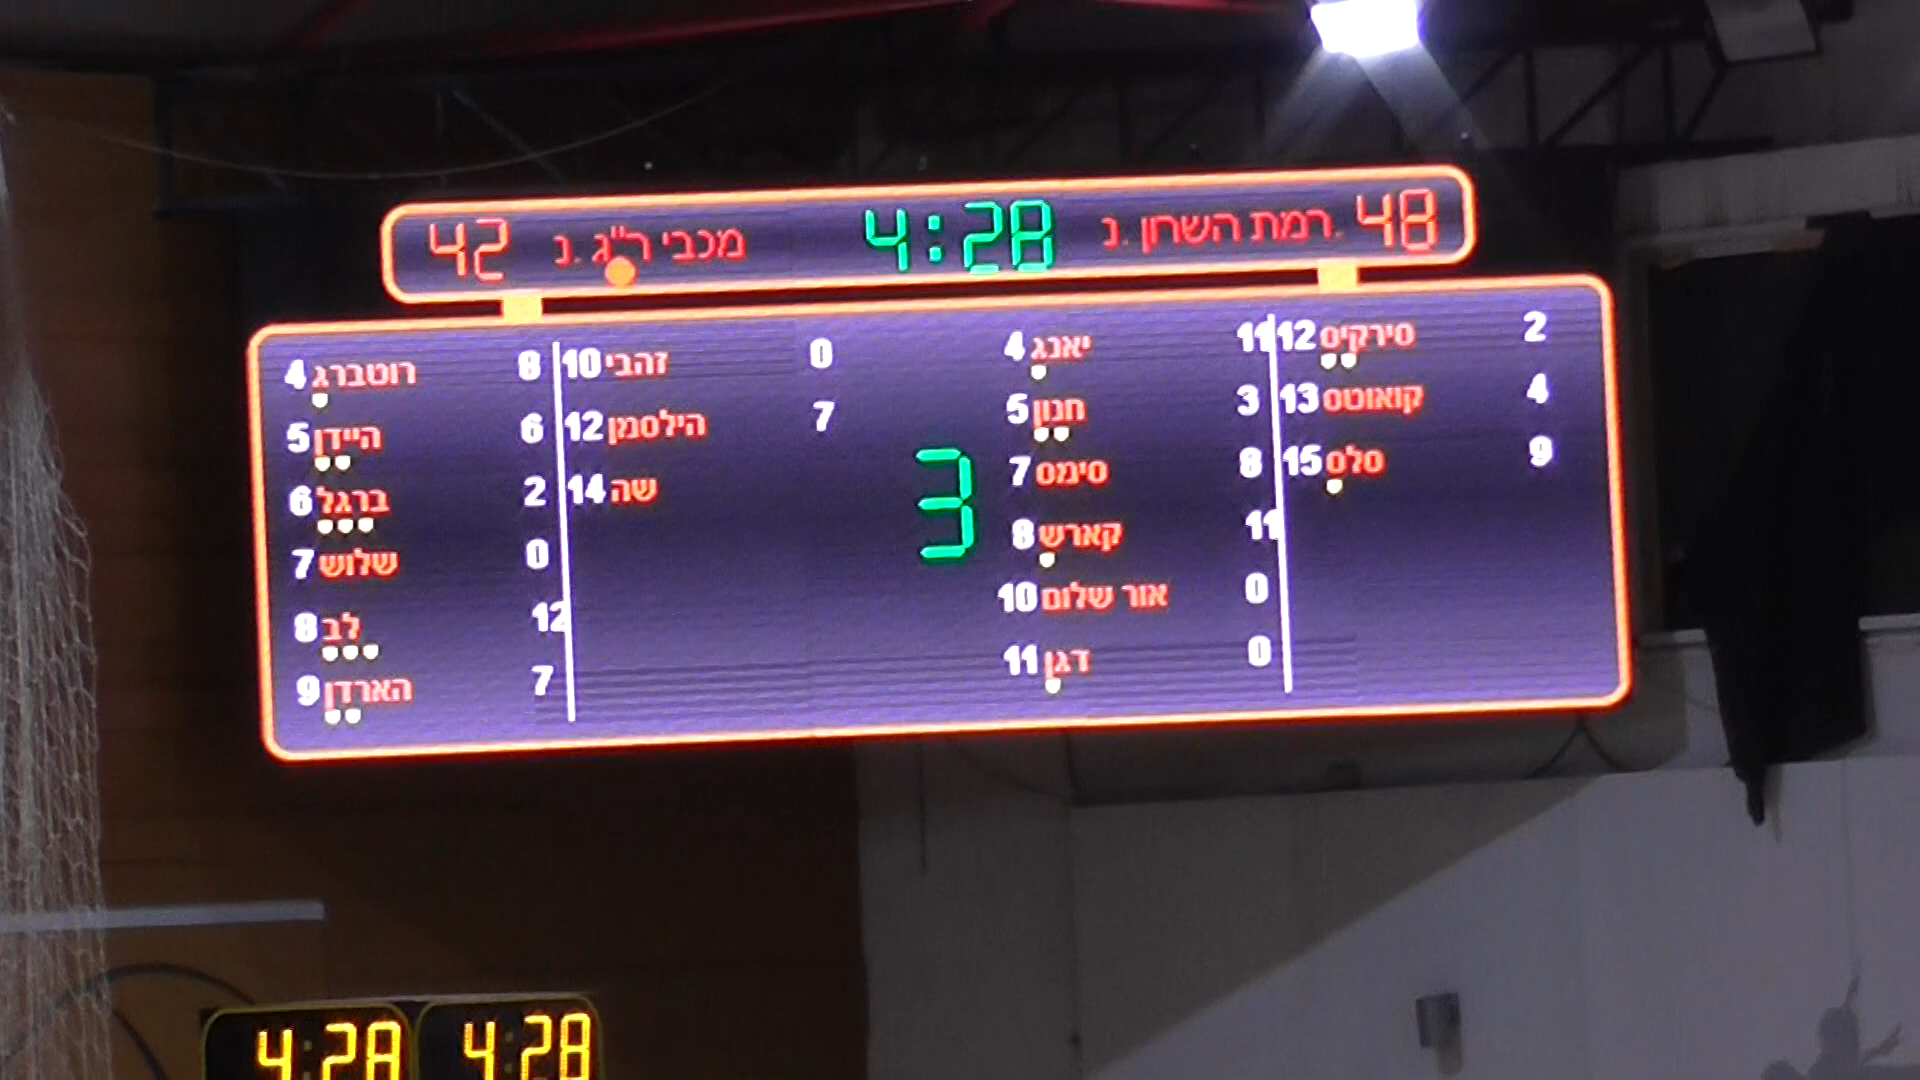 42 מכבי ר"ג .נ 4:28 רמת השרון .נ. 48
4 רוטברג 8
5 היידן 6
6 ברגל 2
7 שלוש 0
8 לב 12
9 הארדן 7
10 זהבי 0
12 הילסמן 7
14 שה
3
4 יאנג 11
5 חנון 3
7 סימס 8
8 קארש 11
10 אור שלום 0
11 דגן 0
12 סירקיס 2
13 קואוטס 4
15 סלס 9
4:28 4:28